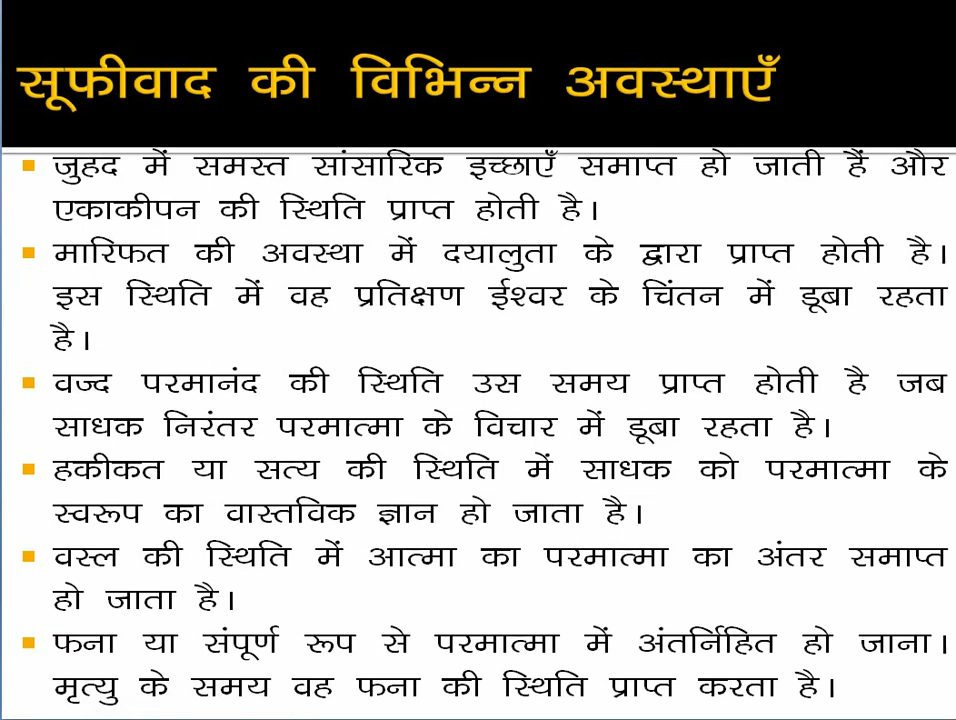 सूफीवाद की विभिन्न अवस्थाएँ
जुहद में समस्त सांसारिक इच्छाएँ समाप्त हो जाती हैं और
एकाकीपन की स्थिति प्राप्त होती है।
मारिफत की अवस्था में दयालुता के द्वारा प्राप्त होती है।
इस स्थिति में वह प्रतिक्षण ईश्वर के चिंतन में डूबा रहता
है।
वज्द परमानंद की स्थिति उस समय प्राप्त होती है जब
साधक निरंतर परमात्मा के विचार में डूबा रहता है।
हकीकत या सत्य की स्थिति में साधक को परमात्मा के
स्वरूप का वास्तविक ज्ञान हो जाता है।
वस्ल की स्थिति में आत्मा का परमात्मा का अंतर समाप्त
हो जाता है।
फना या संपूर्ण रूप से परमात्मा में अंतर्निहित हो जाना।
मृत्यु के समय वह फना की स्थिति प्राप्त करता है।